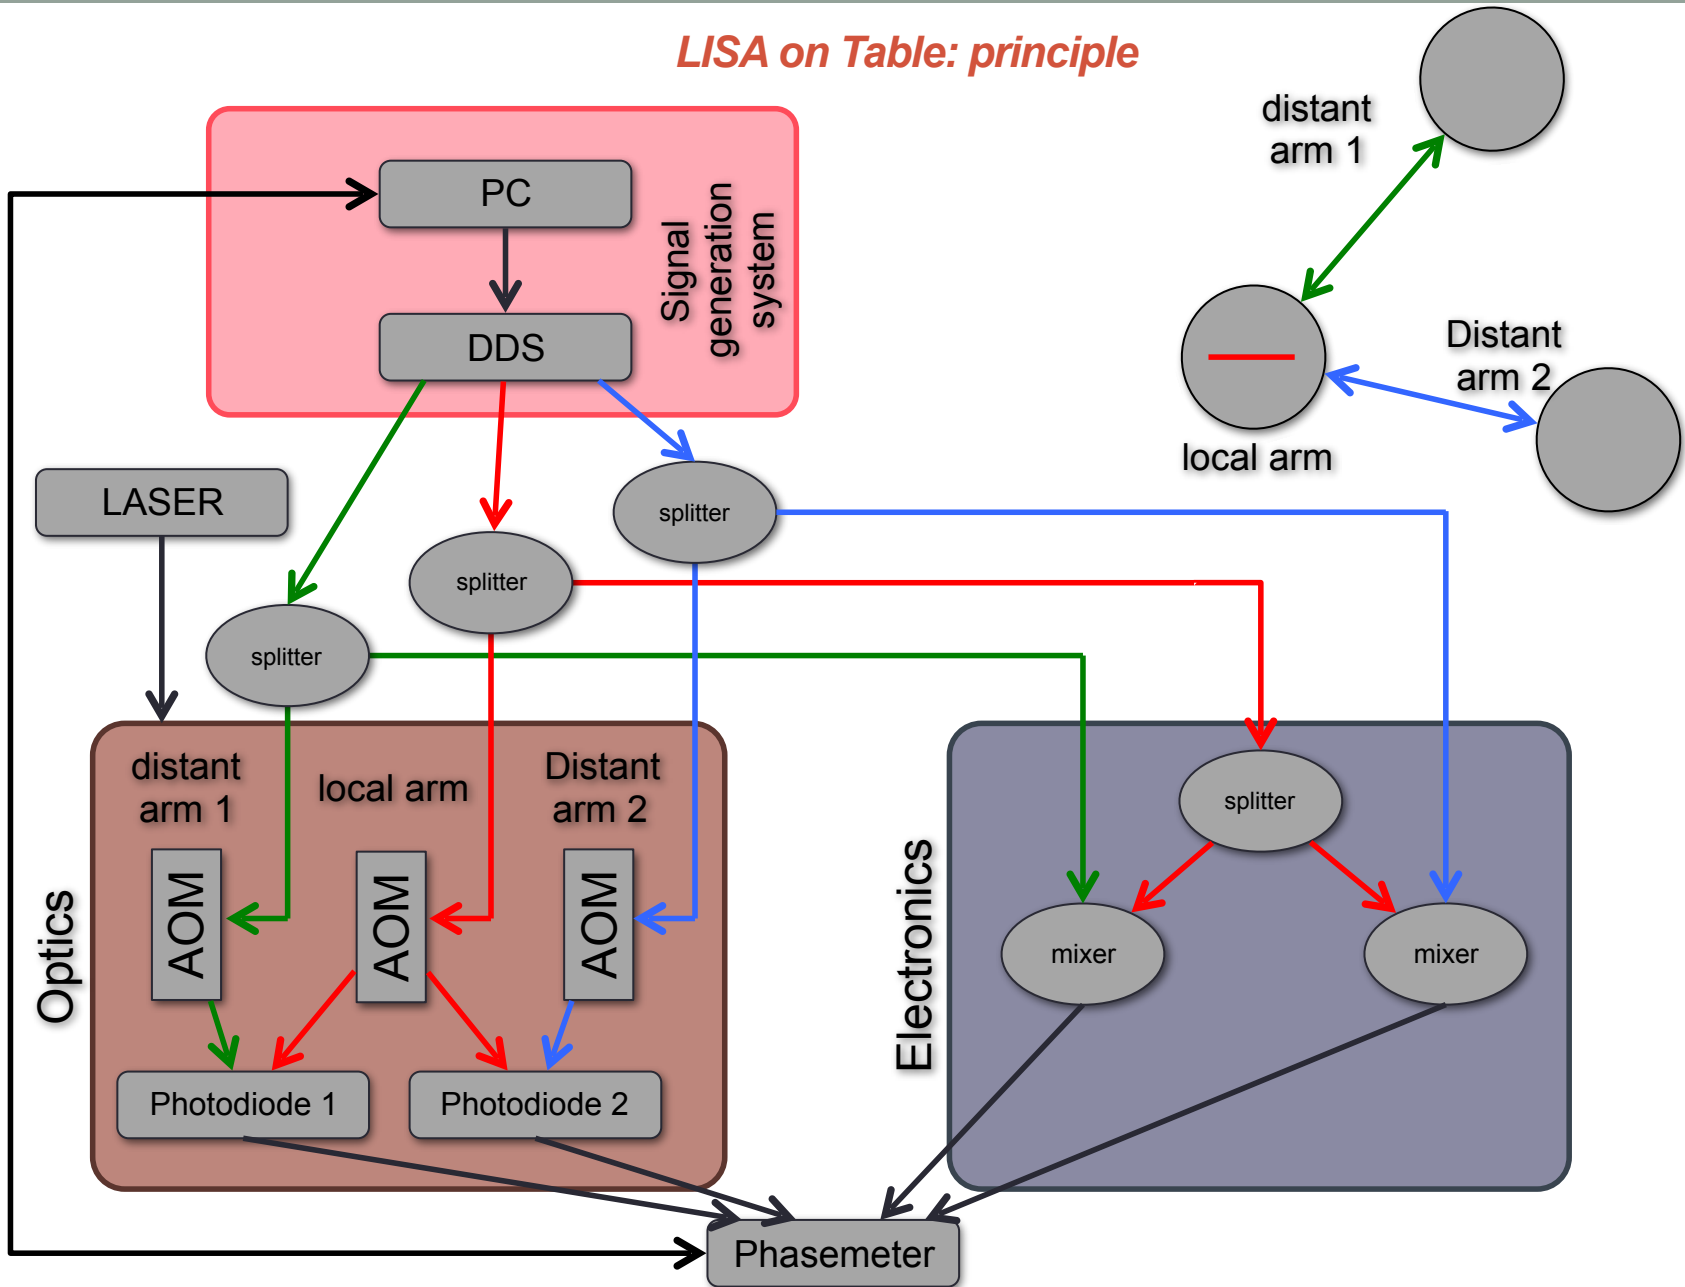 LISA on Table: principle
distant
arm 1
PC
Signal
generation
system
DDS
Distant
arm 2
local arm
LASER
splitter
splitter
splitter
distant
arm 1
local arm
Distant
arm 2
splitter
Optics
AOM
AOM
AOM
Electronics
mixer
mixer
Photodiode 1
Photodiode 2
Phasemeter